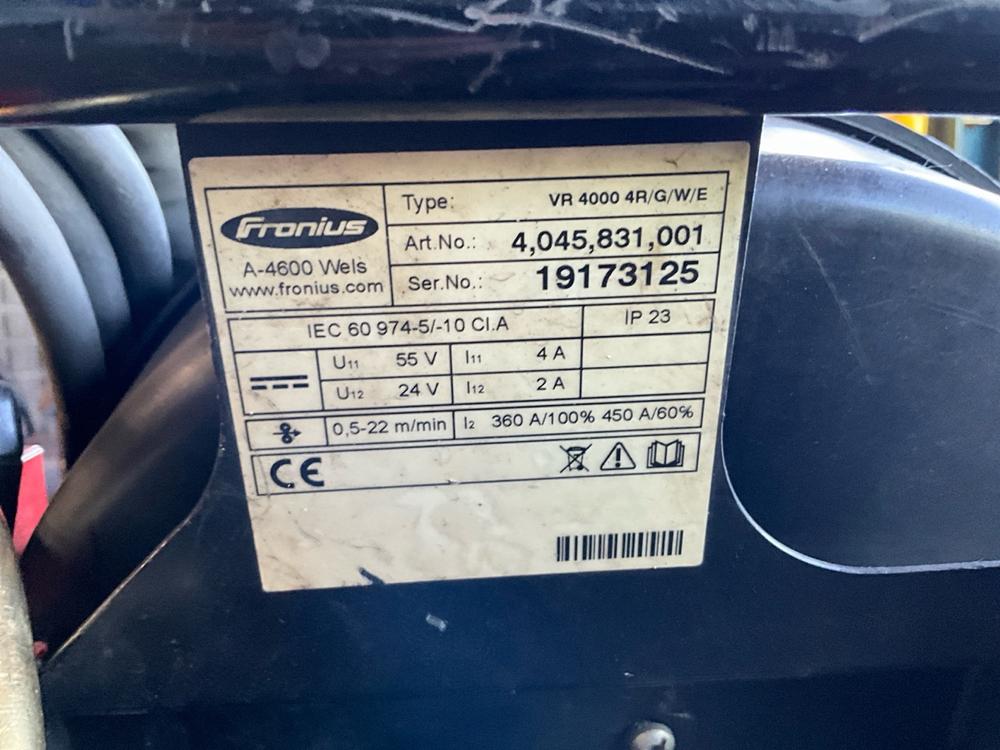 Fronius
A-4600 Wels
www.fronius.com
Type: VR 4000 4R/G/W/E
Art.No.: 4,045,831,001
Ser.No.: 19173125
IEC 60 974-5/-10 Cl.A IP 23
U11 55 V I11 4 A
U12 24 V I12 2 A
0,5-22 m/min I2 360 A/100% 450 A/60%
CE